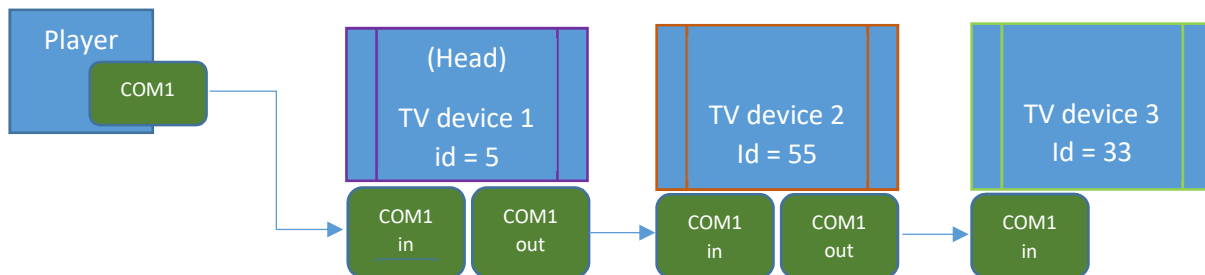 Player
COM1
(Head)
TV device 1
id = 5
COM1
in
COM1
out
TV device 2
Id = 55
COM1
in
COM1
out
TV device 3
Id = 33
COM1
in